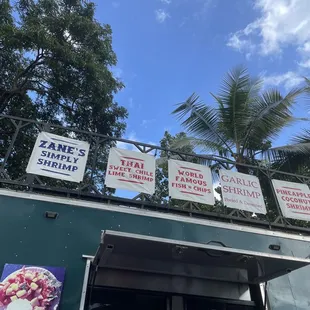 ZANE'S
SIMPLY
SHRIMP
THAI
SWEET CHILE
LIME SHRIMP
WORLD
FAMOUS
FISH &
CHIPS
GARLIC
SHRIMP
PINEAPPLE
COCONUT
SHRIMP